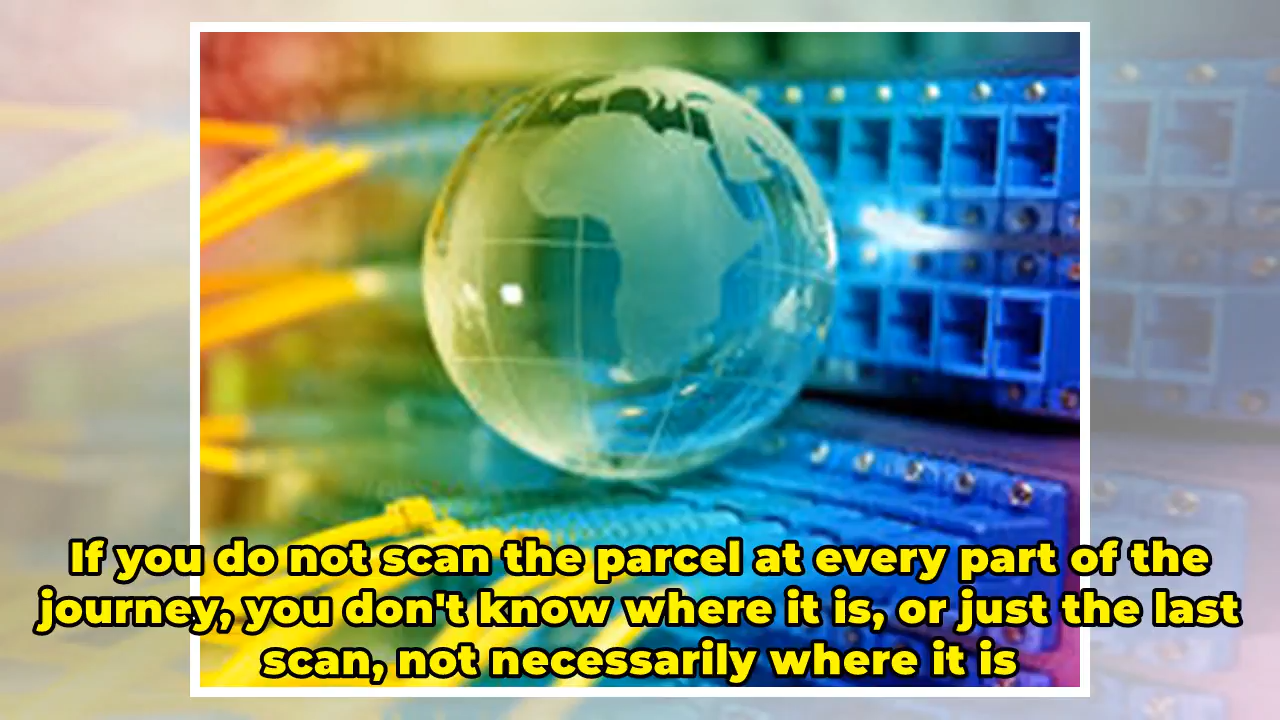 If you do not scan the parcel at every part of the
journey, you don't know where it is, or just the last
scan, not necessarily where it is